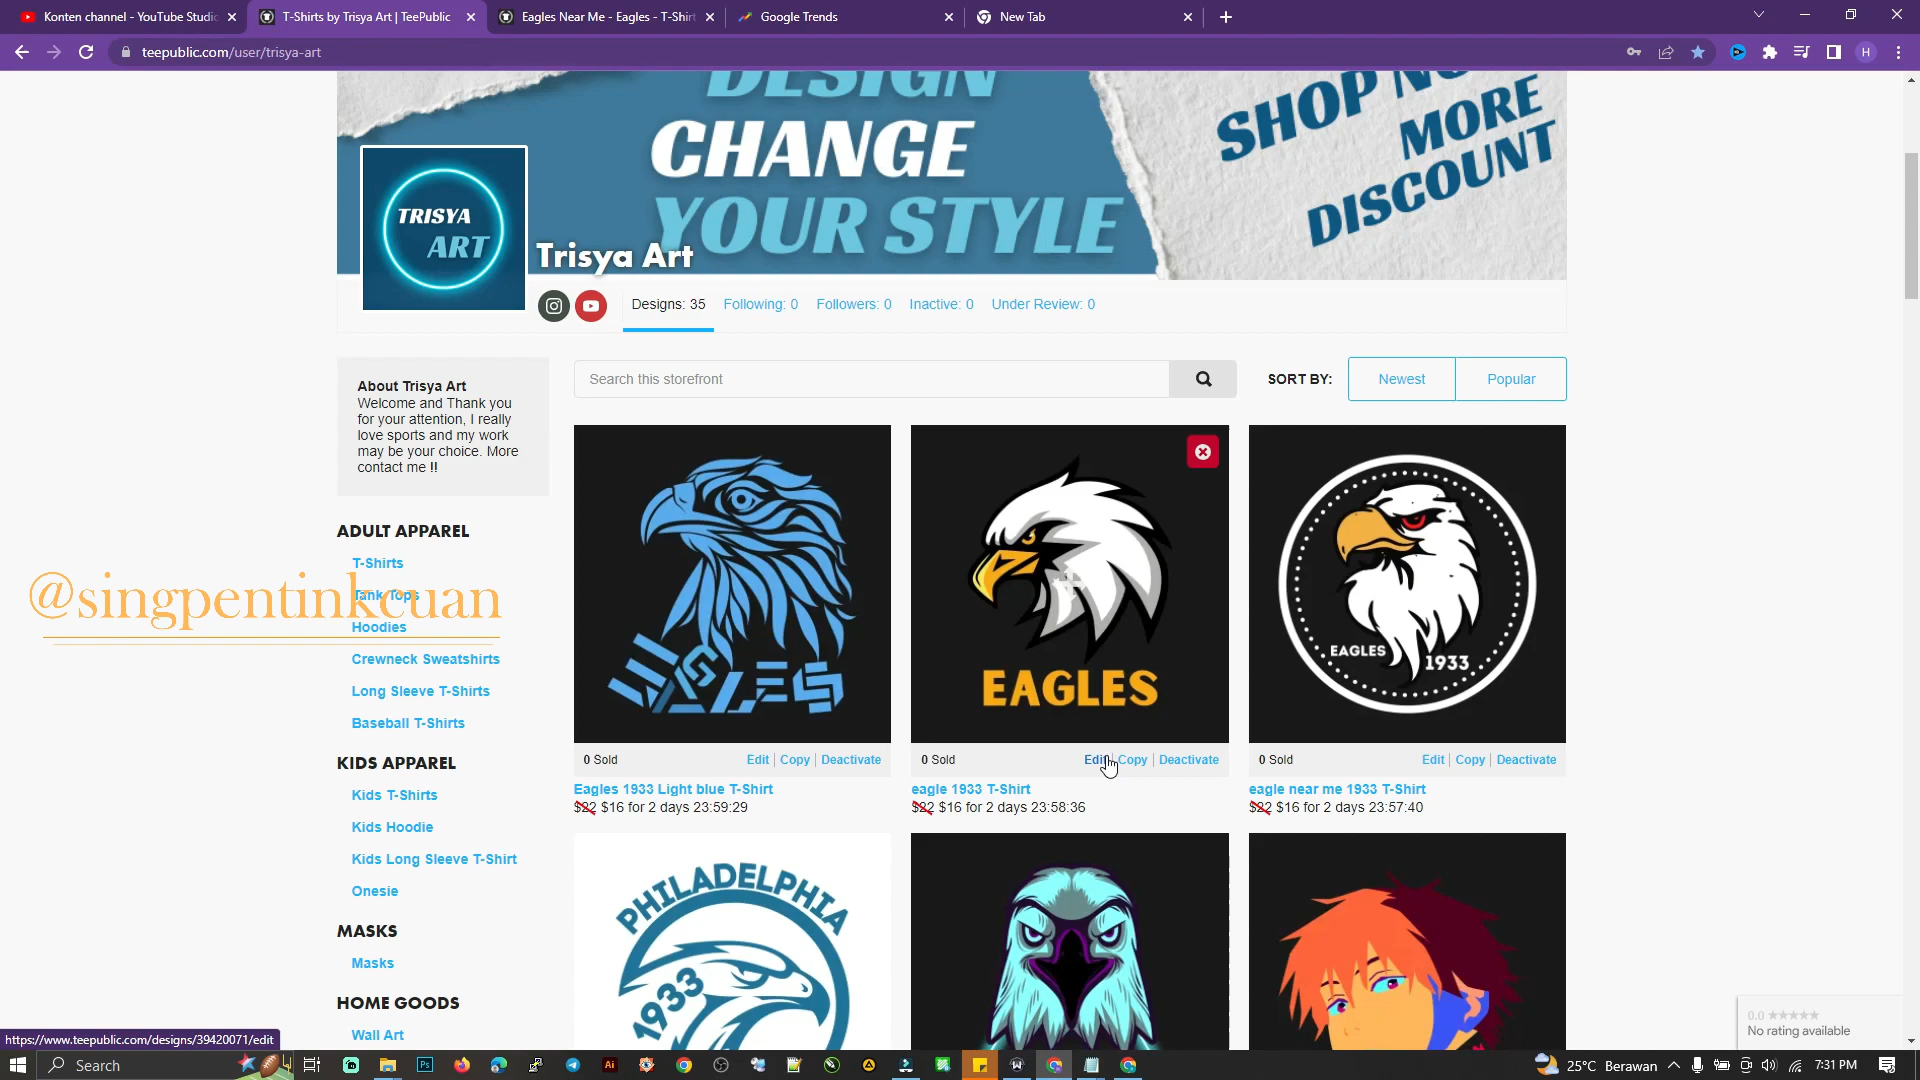 Konten channel - YouTube Studio
T-Shirts by Trisya Art | TeePublic
Eagles Near Me - Eagles - T-Shirt
Google Trends
New Tab
teepublic.com/user/trisya-art
H
DESIGN
CHANGE
YOUR STYLE
SHOP NO
MORE
DISCOUNT
TRISYA
ART
Trisya Art
Designs: 35
Following: 0
Followers: 0
Inactive: 0
Under Review: 0
About Trisya Art
Welcome and Thank you
for your attention, I really
love sports and my work
may be your choice. More
contact me !!
Search this storefront
SORT BY:
Newest
Popular
ADULT APPAREL
T-Shirts
Tank Tops
Hoodies
Crewneck Sweatshirts
Long Sleeve T-Shirts
Baseball T-Shirts
@singpentinkcuan
KIDS APPAREL
Kids T-Shirts
Kids Hoodie
Kids Long Sleeve T-Shirt
Onesie
MASKS
Masks
HOME GOODS
Wall Art
EAGLES
0 Sold
Edit | Copy | Deactivate
Eagles 1933 Light blue T-Shirt
$22 $16 for 2 days 23:59:29
EAGLES
0 Sold
Edit | Copy | Deactivate
eagle 1933 T-Shirt
$22 $16 for 2 days 23:58:36
EAGLES
1933
0 Sold
Edit | Copy | Deactivate
eagle near me 1933 T-Shirt
$22 $16 for 2 days 23:57:40
PHILADELPHIA
1933
0.0
No rating available
https://www.teepublic.com/designs/39420071/edit
Search
Ps
Ai
25°C Berawan
7:31 PM